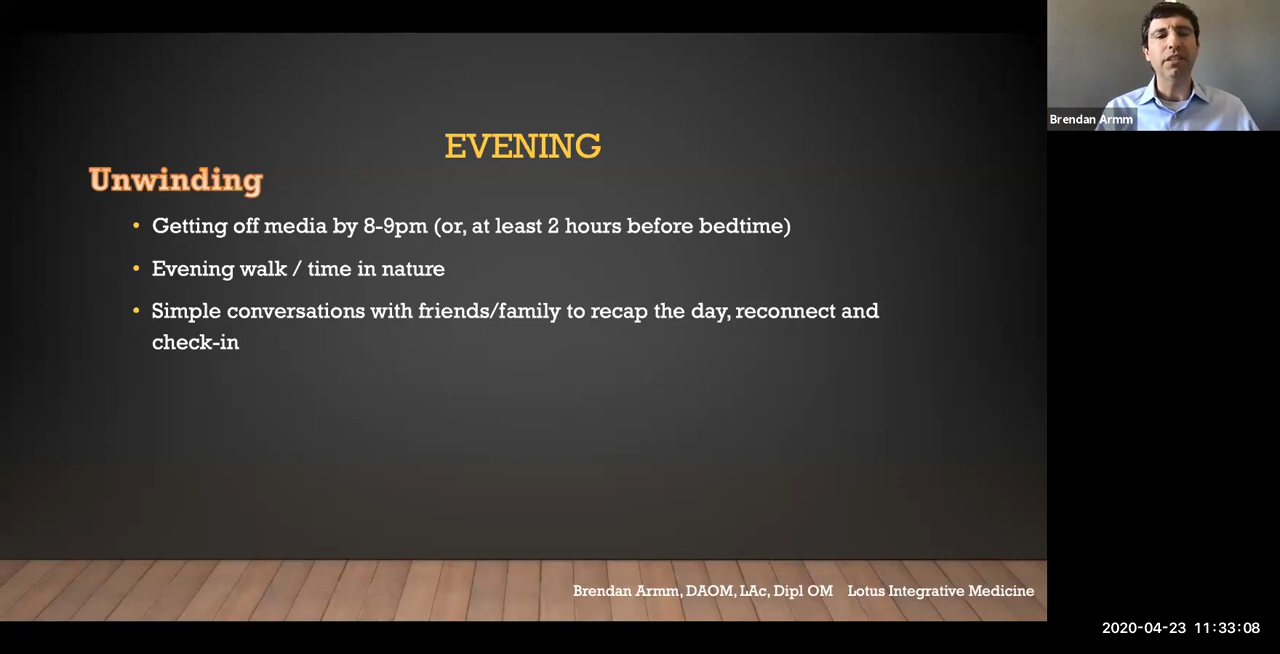 EVENING
Unwinding
• Getting off media by 8-9pm (or, at least 2 hours before bedtime)
• Evening walk / time in nature
• Simple conversations with friends/family to recap the day, reconnect and
check-in
Brendan Armm, DAOM, LAc, Dipl OM Lotus Integrative Medicine
Brendan Armm
2020-04-23 11:33:08